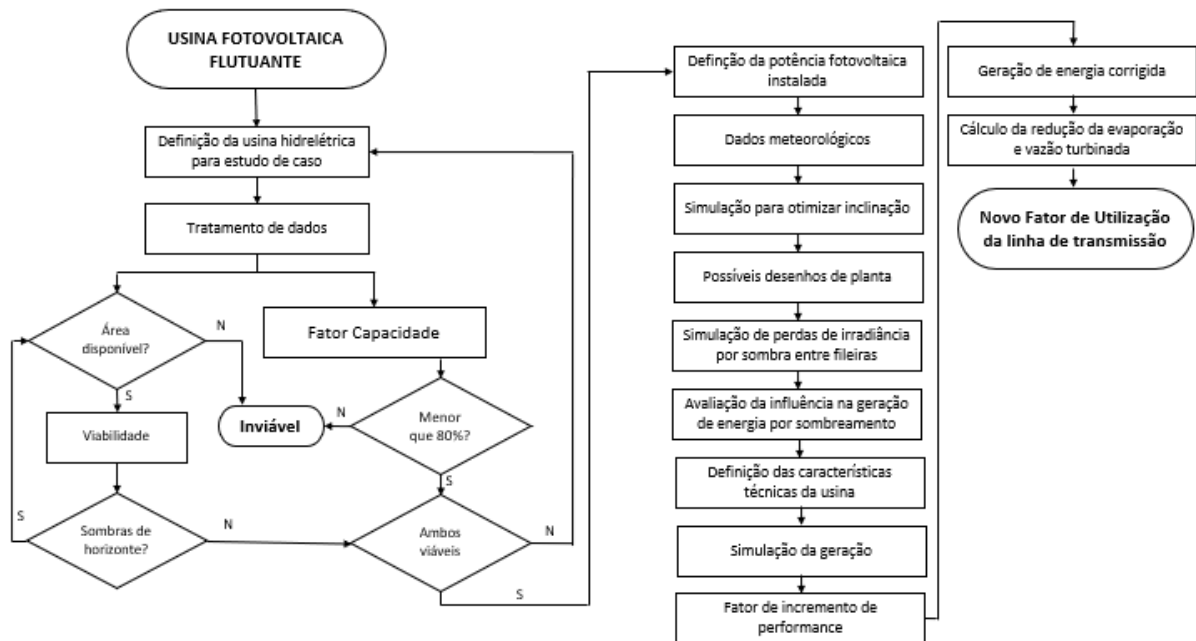 USINA FOTOVOLTAICA
FLUTUANTE
Definição da usina hidrelétrica
para estudo de caso
Tratamento de dados
Área
disponível?
N
S
Viabilidade
Sombras de
horizonte?
S
N
Fator Capacidade
Menor
que 80%?
N
S
Inviável
Ambos
viáveis
N
S
Definção da potência fotovoltaica
instalada
Dados meteorológicos
Simulação para otimizar inclinação
Possíveis desenhos de planta
Simulação de perdas de irradiância
por sombra entre fileiras
Avaliação da influência na geração
de energia por sombreamento
Definição das características
técnicas da usina
Simulação da geração
Fator de incremento de
performance
Geração de energia corrigida
Cálculo da redução da evaporação
e vazão turbinada
Novo Fator de Utilização
da linha de transmissão